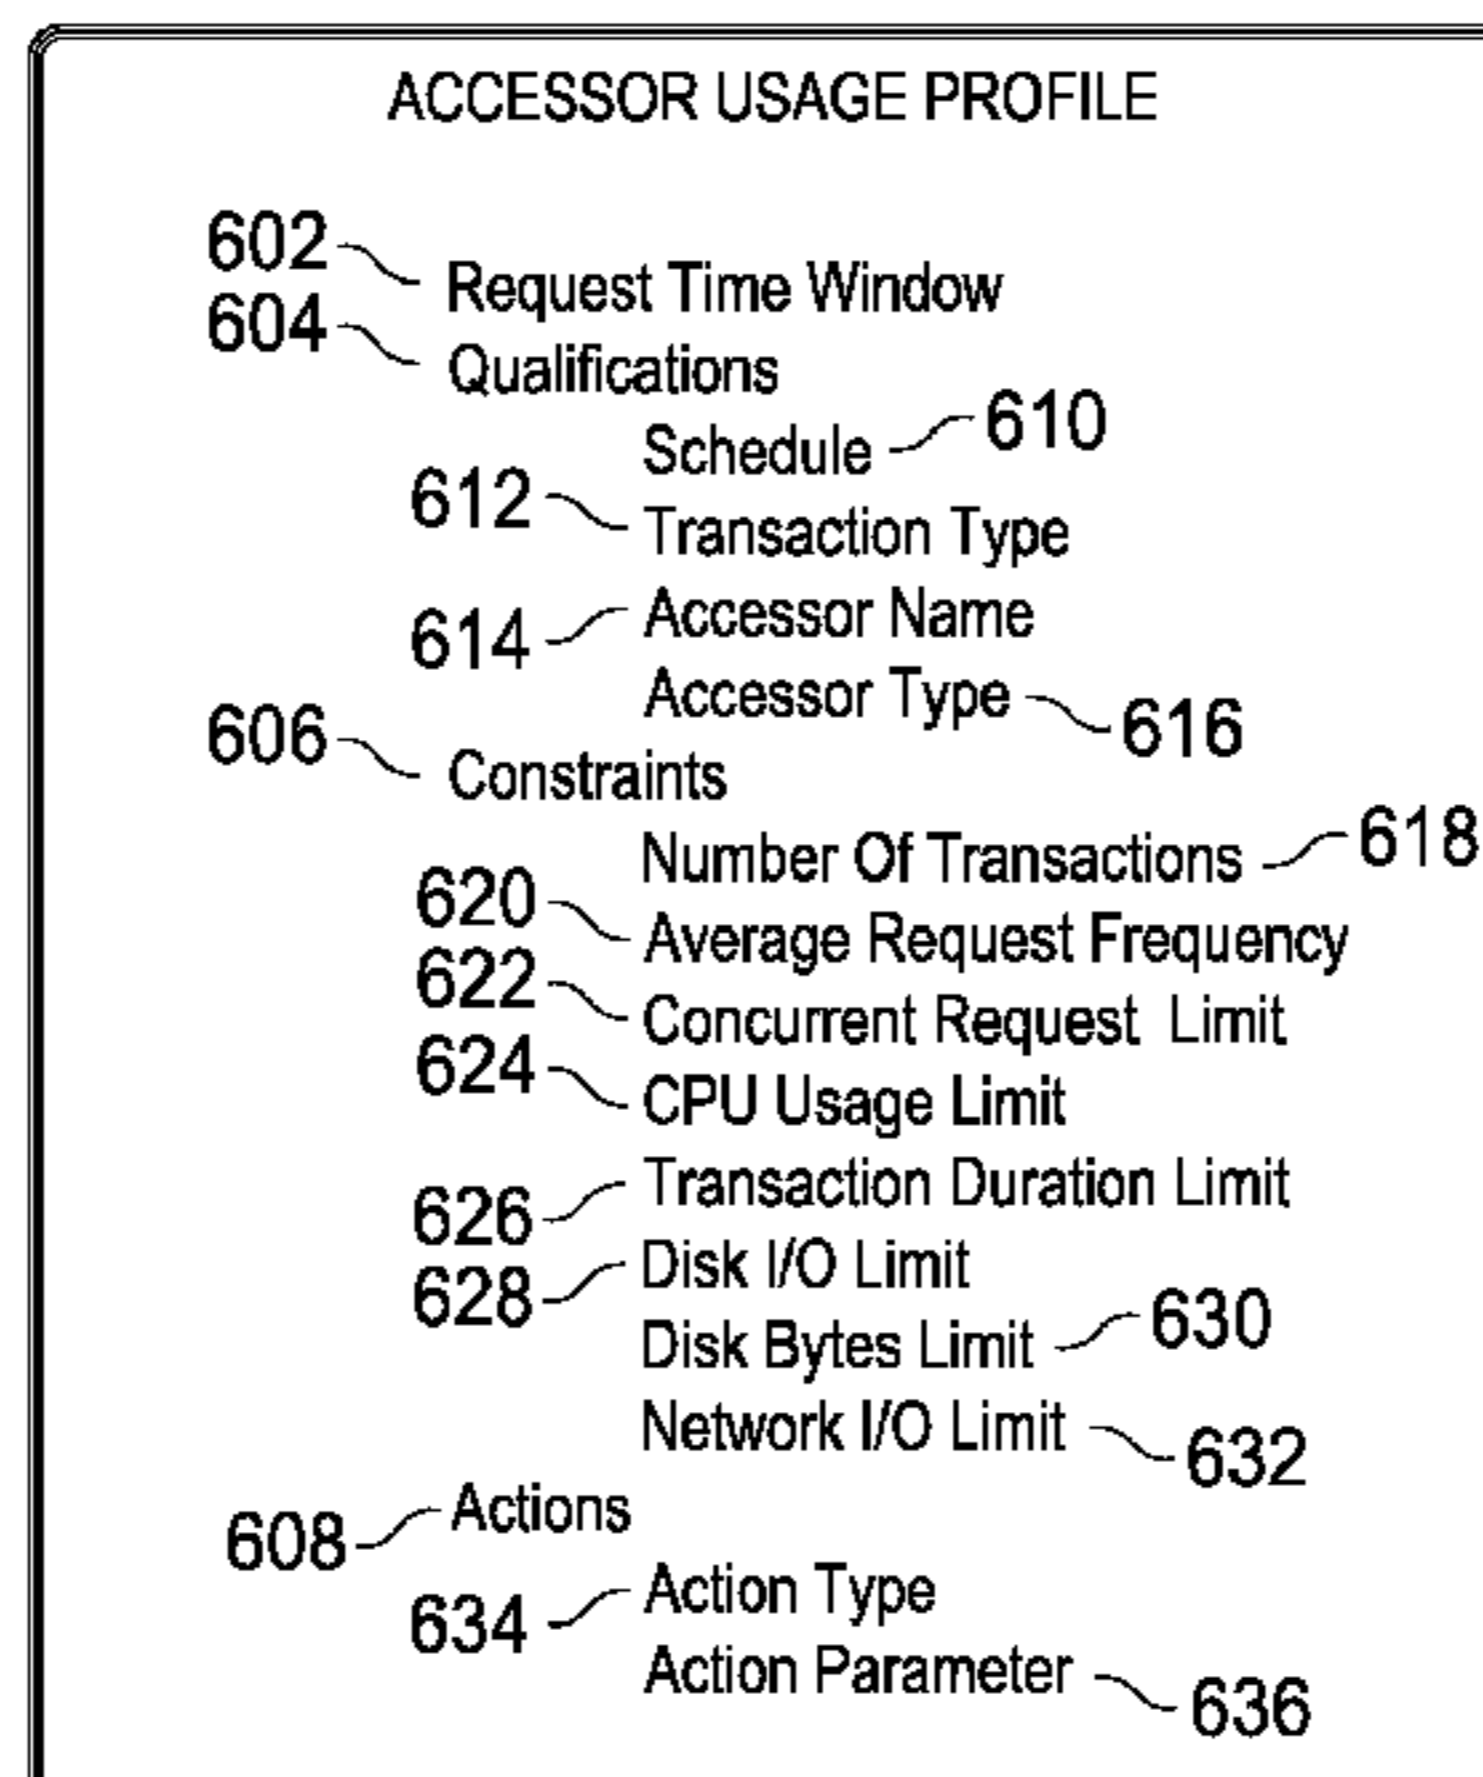 ACCESSOR USAGE PROFILE
602
Request Time Window
604
Qualifications
Schedule 610
612
Transaction Type
614
Accessor Name
Accessor Type 616
606
Constraints
Number Of Transactions 618
620
Average Request Frequency
622
Concurrent Request Limit
624
CPU Usage Limit
626
Transaction Duration Limit
628
Disk I/O Limit
Disk Bytes Limit 630
Network I/O Limit 632
608
Actions
634
Action Type
Action Parameter 636